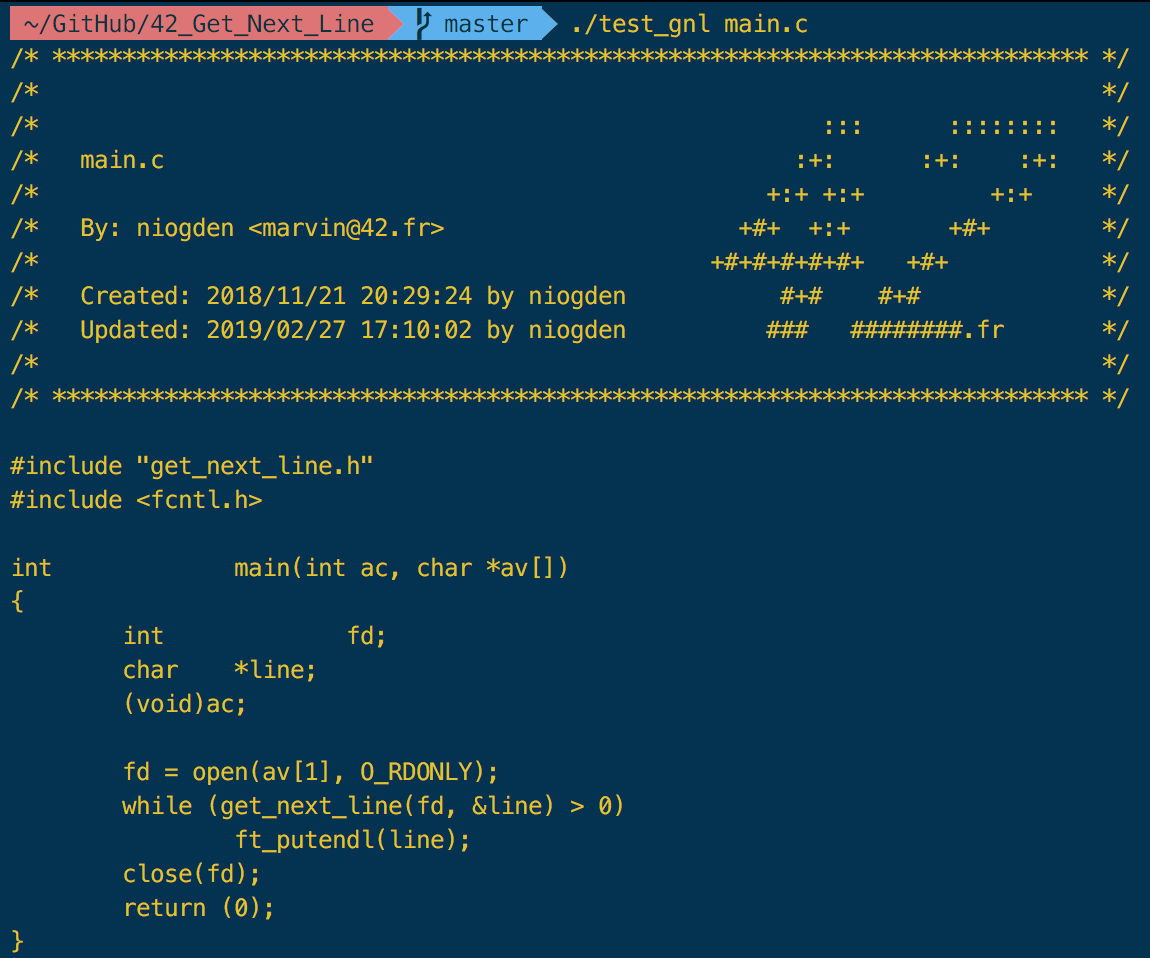 ~/GitHub/42_Get_Next_Line master ./test_gnl main.c
/* ************************************************************************** */
/*                                                                            */
/*                                                        :::      ::::::::   */
/*   main.c                                             :+:      :+:    :+:   */
/*                                                    +:+ +:+         +:+     */
/*   By: niogden <marvin@42.fr>                     +#+  +:+       +#+        */
/*                                                +#+#+#+#+#+   +#+           */
/*   Created: 2018/11/21 20:29:24 by niogden           #+#    #+#             */
/*   Updated: 2019/02/27 17:10:02 by niogden          ###   ########.fr       */
/*                                                                            */
/* ************************************************************************** */

#include "get_next_line.h"
#include <fcntl.h>

int             main(int ac, char *av[])
{
        int             fd;
        char    *line;
        (void)ac;

        fd = open(av[1], O_RDONLY);
        while (get_next_line(fd, &line) > 0)
                ft_putendl(line);
        close(fd);
        return (0);
}